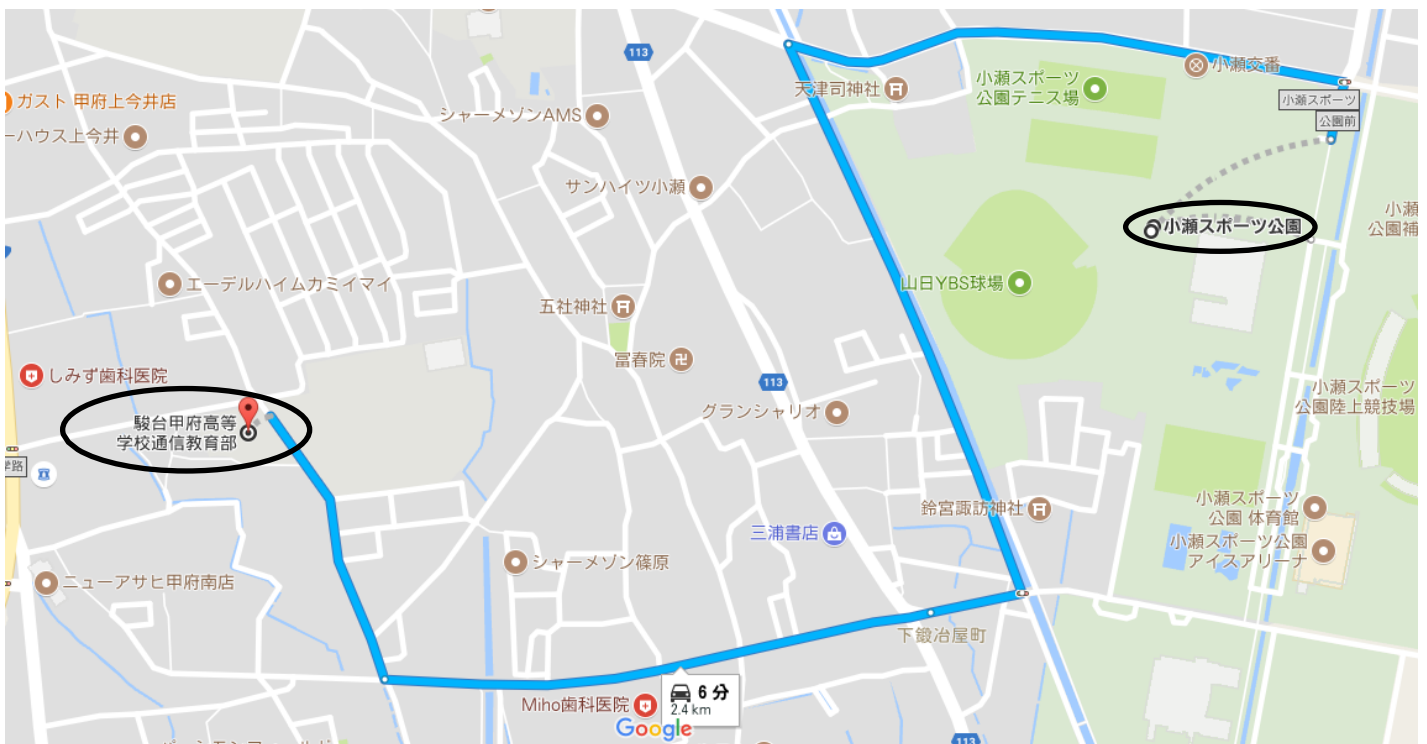 113
小瀬交番
小瀬スポーツ
公園テニス場
天津司神社
小瀬スポーツ
公園前
ガスト 甲府上今井店
ーハウス上今井
シャーメゾンAMS
サンハイツ小瀬
小瀬スポーツ公園
小瀬
公園補
エーデルハイムカミイマイ
五社神社
山日YBS球場
冨春院
しみず歯科医院
113
グランシャリオ
小瀬スポーツ
公園陸上競技場
駿台甲府高等
学校通信教育部
学路
鈴宮諏訪神社
小瀬スポーツ
公園 体育館
三浦書店
小瀬スポーツ公園
アイスアリーナ
シャーメゾン篠原
ニューアサヒ甲府南店
下鍛冶屋町
6 分
2.4 km
Miho歯科医院
Google
113